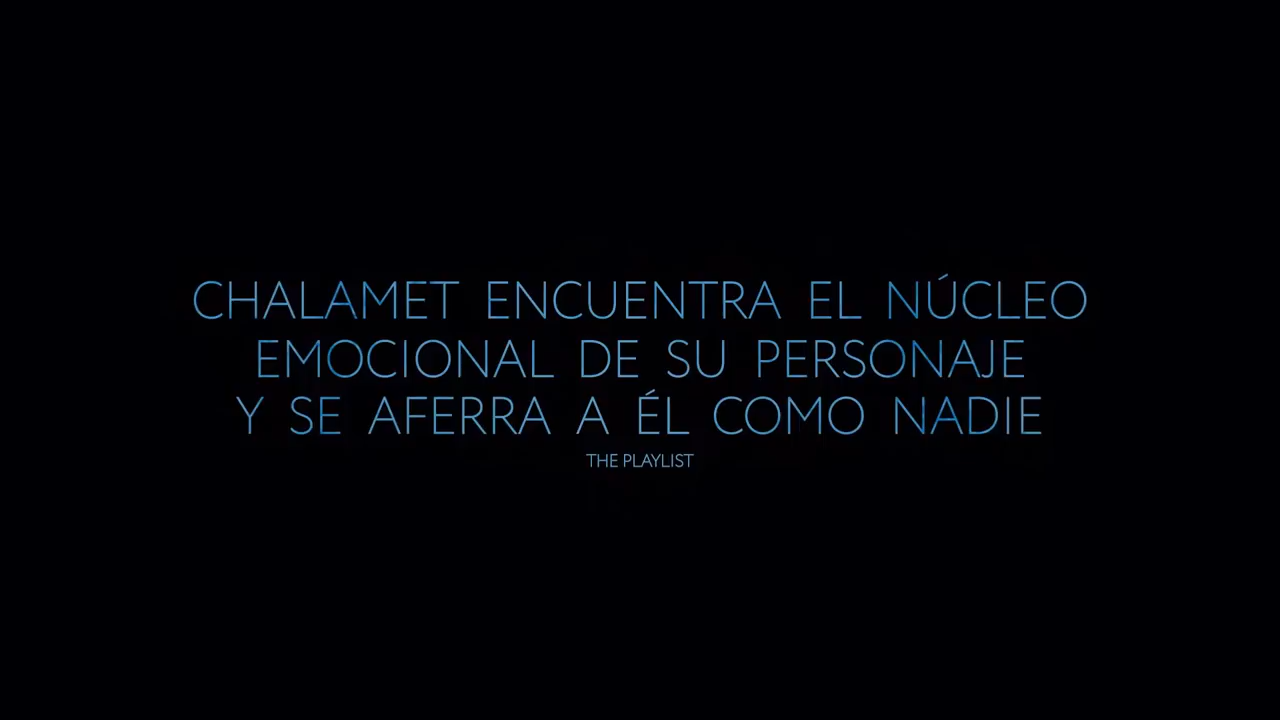 CHALAMET ENCUENTRA EL NÚCLEO
EMOCIONAL DE SU PERSONAJE
Y SE AFERRA A ÉL COMO NADIE
THE PLAYLIST